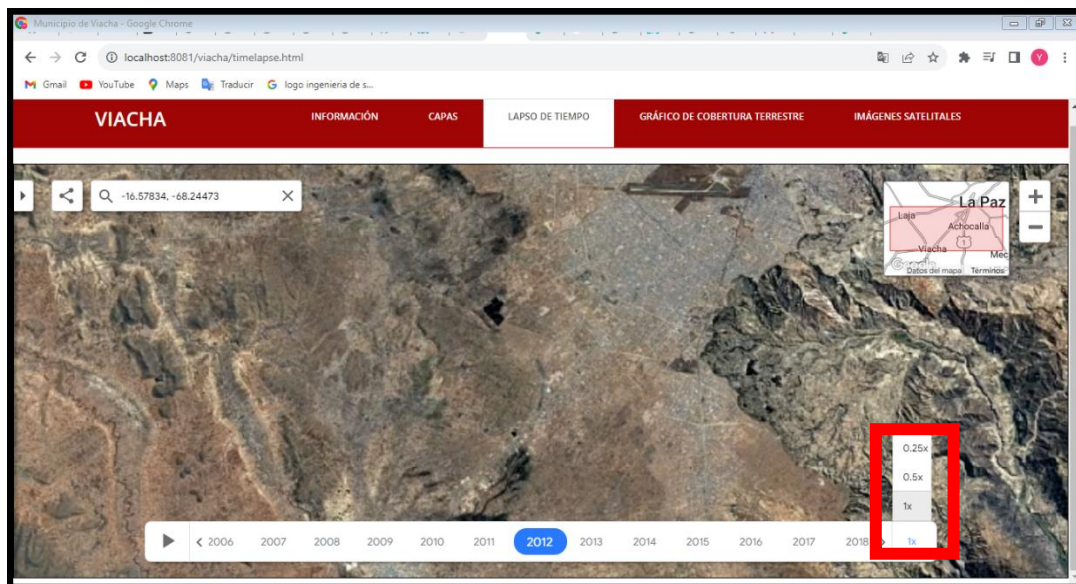 Municipio de Viacha - Google Chrome
localhost:8081/viacha/timelapse.html
Gmail YouTube Maps Traducir logo ingenieria de s...
VIACHA INFORMACIÓN CAPAS LAPSO DE TIEMPO GRÁFICO DE COBERTURA TERRESTRE IMÁGENES SATELITALES
-16.57834, -68.24473
La Paz
Laja
Achocalla
1
Viacha
Mec
Google
Datos del mapa Términos
0.25x
0.5x
1x
2006 2007 2008 2009 2010 2011 2012 2013 2014 2015 2016 2017 2018 1x